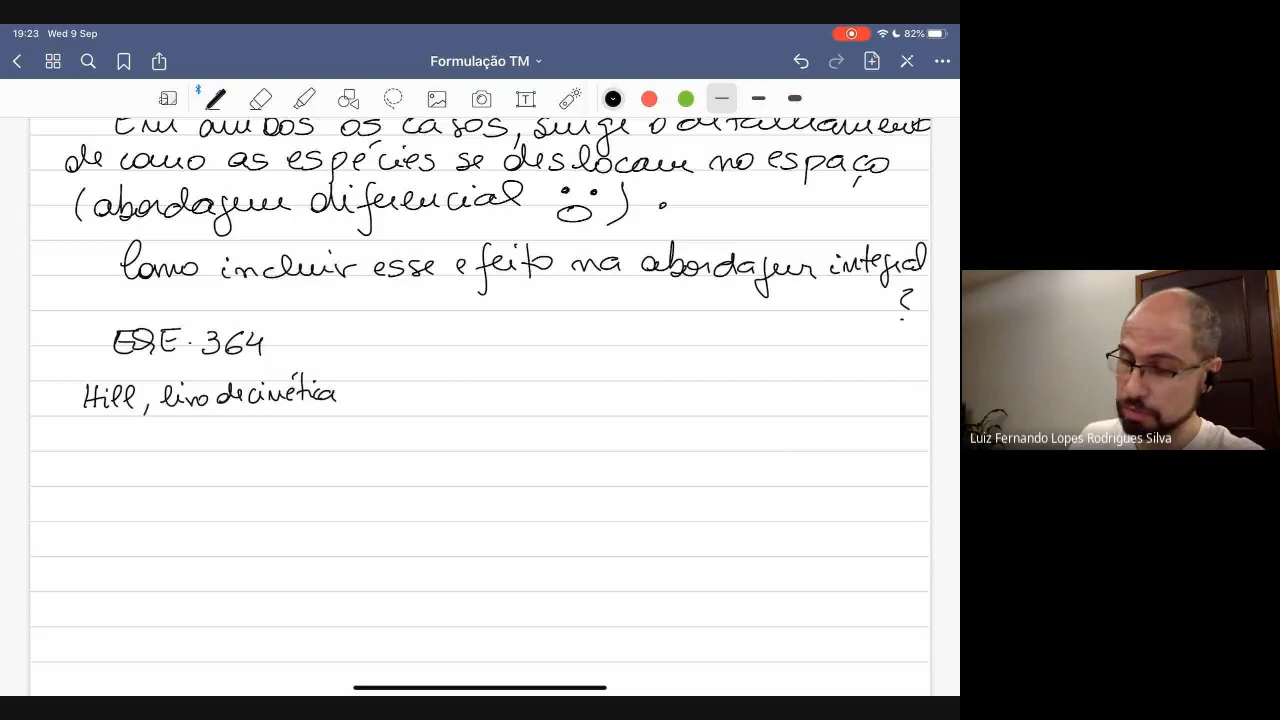 19:23 Wed 9 Sep
82%
Formulação TM
Em ambos os casos, surge o detalhamento
de como as espécies se deslocam no espaço
(abordagem diferencial ) .
Como incluir esse efeito na abordagem integral
?
364
Hill, livro de cinética
Luiz Fernando Lopes Rodrigues Silva